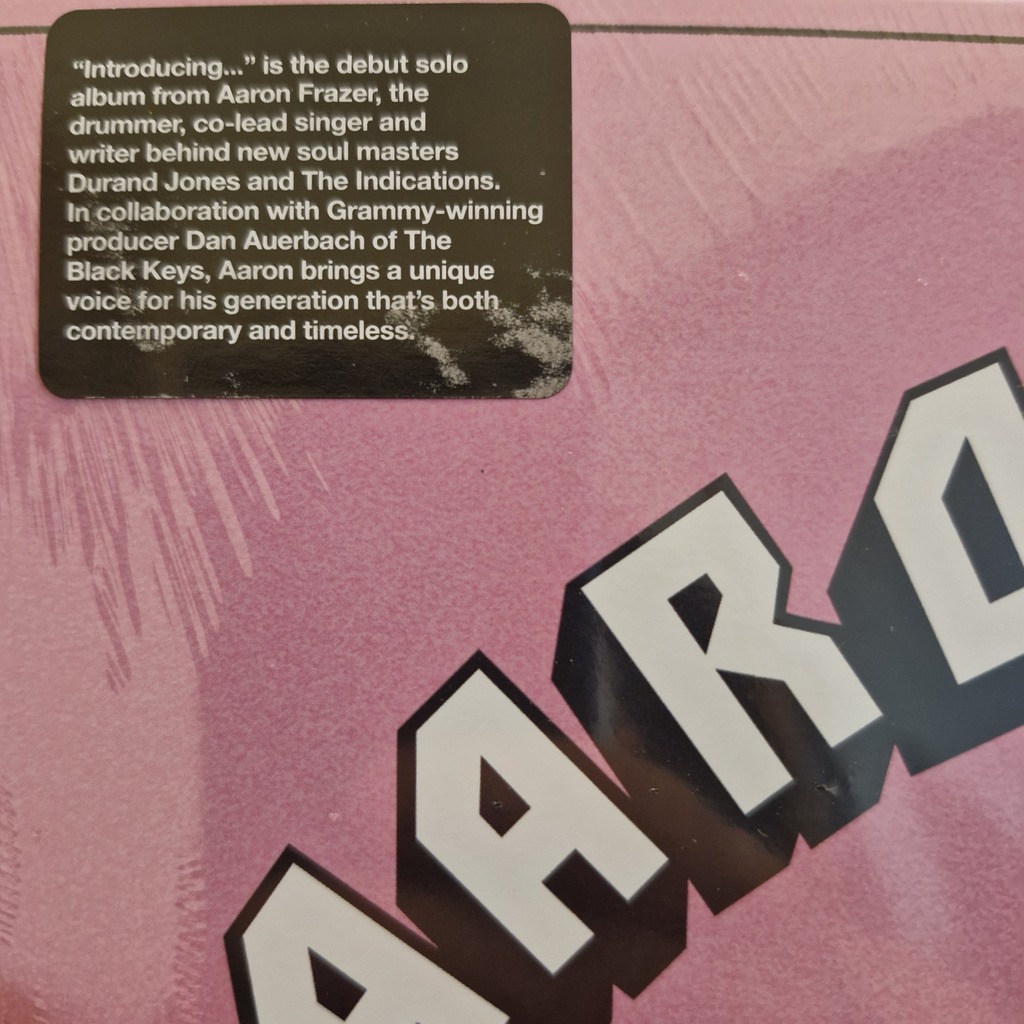 “Introducing...” is the debut solo
album from Aaron Frazer, the
drummer, co-lead singer and
writer behind new soul masters
Durand Jones and The Indications.
In collaboration with Grammy-winning
producer Dan Auerbach of The
Black Keys, Aaron brings a unique
voice for his generation that’s both
contemporary and timeless.
AARO